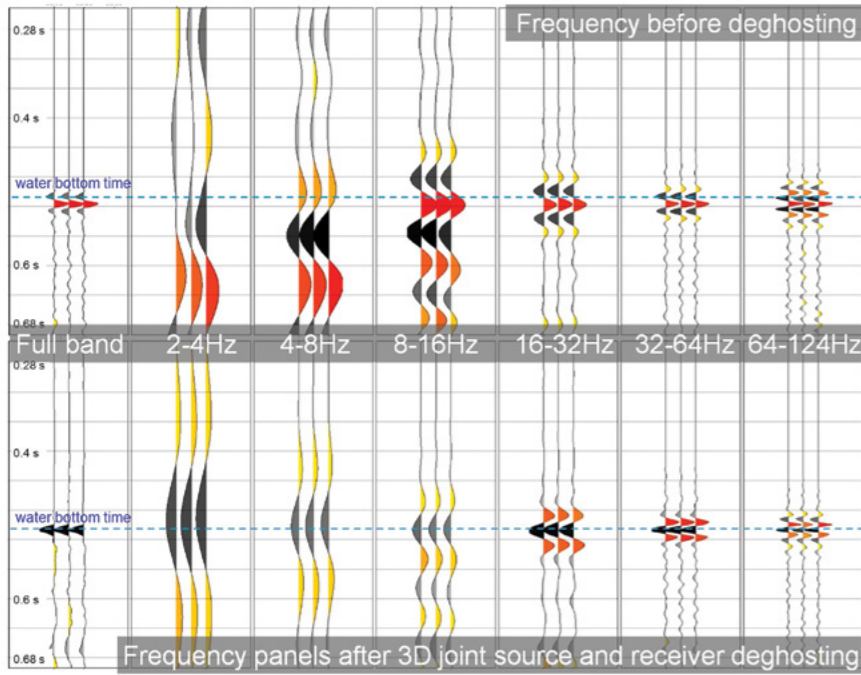 Frequency before deghosting
0.28 s
0.4 s
water bottom time
0.6 s
0.68 s
Full band 2-4Hz 4-8Hz 8-16Hz 16-32Hz 32-64Hz 64-124Hz
0.28 s
0.4 s
water bottom time
0.6 s
0.68 s
Frequency panels after 3D joint source and receiver deghosting